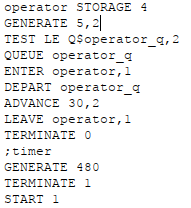 operator STORAGE 4
GENERATE 5,2
TEST LE Q$operator_q,2
QUEUE operator_q
ENTER operator,1
DEPART operator_q
ADVANCE 30,2
LEAVE operator,1
TERMINATE 0
;timer
GENERATE 480
TERMINATE 1
START 1